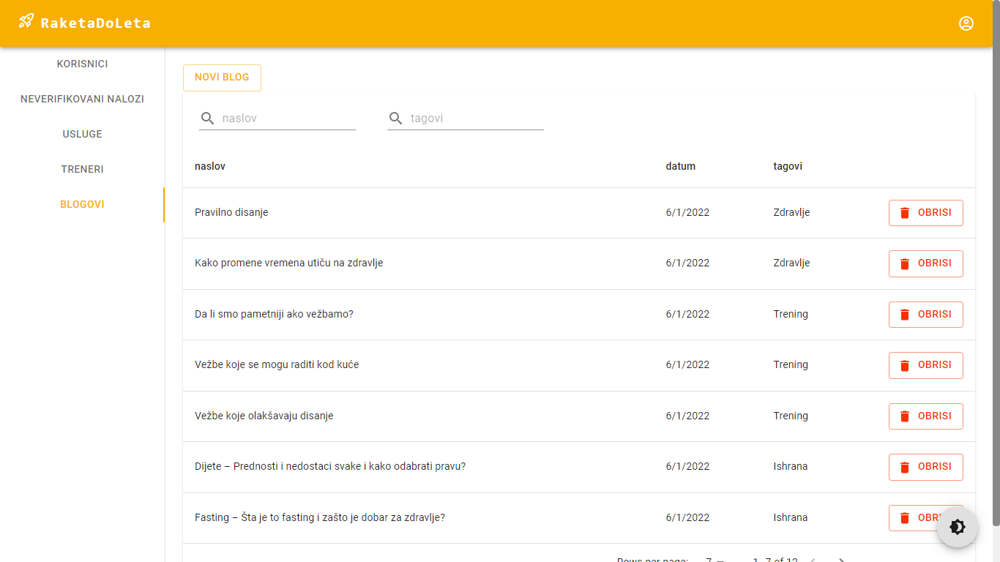 RaketaDoLeta
KORISNICI
NEVERIFIKOVANI NALOZI
USLUGE
TRENERI
BLOGOVI
NOVI BLOG
naslov tagovi
naslov datum tagovi
Pravilno disanje 6/1/2022 Zdravlje OBRISI
Kako promene vremena utiču na zdravlje 6/1/2022 Zdravlje OBRISI
Da li smo pametniji ako vežbamo? 6/1/2022 Trening OBRISI
Vežbe koje se mogu raditi kod kuće 6/1/2022 Trening OBRISI
Vežbe koje olakšavaju disanje 6/1/2022 Trening OBRISI
Dijete – Prednosti i nedostaci svake i kako odabrati pravu? 6/1/2022 Ishrana OBRISI
Fasting – Šta je to fasting i zašto je dobar za zdravlje? 6/1/2022 Ishrana OBRI
Rows per page: 7 1–7 of 12